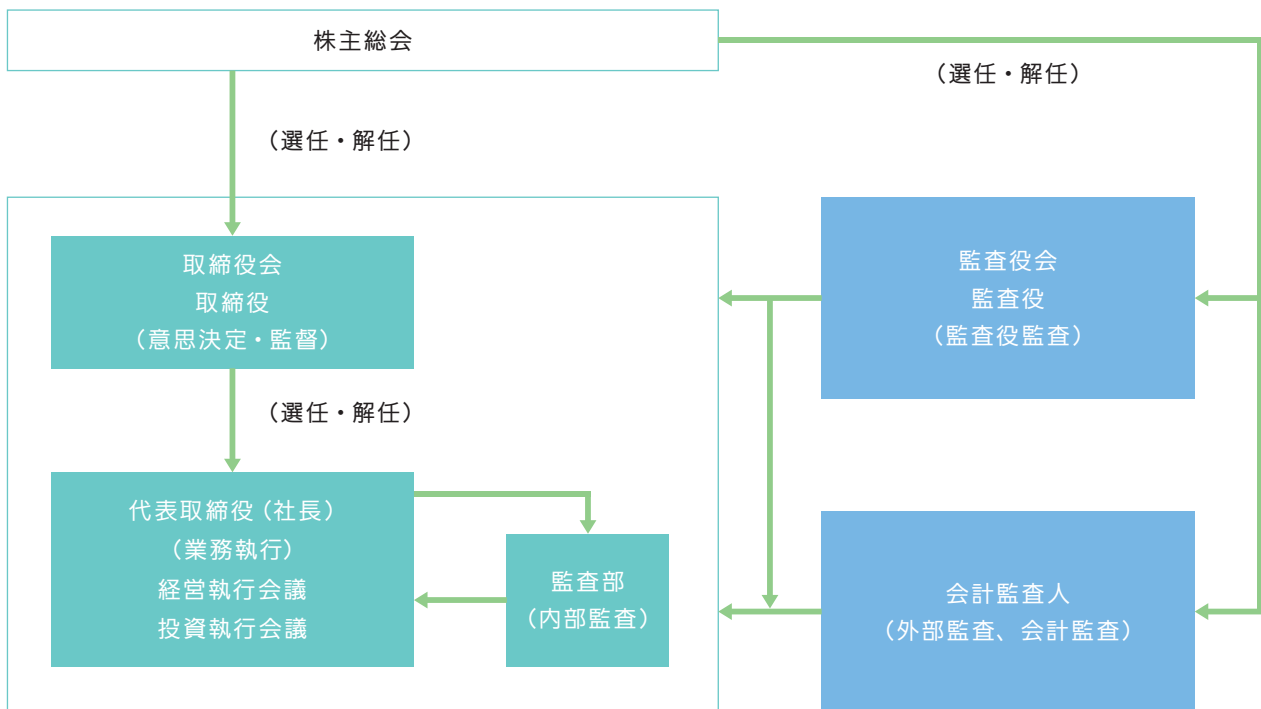 株主総会
（選任・解任）
（選任・解任）
取締役会
取締役
（意思決定・監督）
監査役会
監査役
（監査役監査）
（選任・解任）
代表取締役（社長）
（業務執行）
経営執行会議
投資執行会議
監査部
（内部監査）
会計監査人
（外部監査、会計監査）